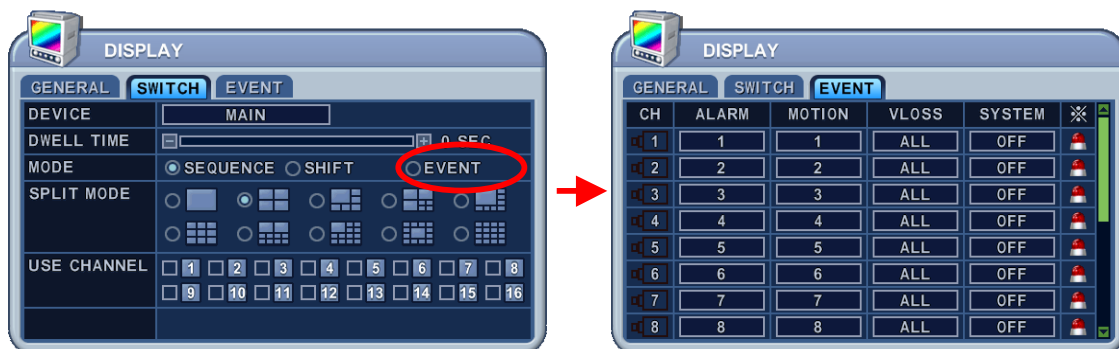 DISPLAY
GENERAL SWITCH EVENT
DEVICE MAIN
DWELL TIME 0 SEC
MODE SEQUENCE SHIFT EVENT
SPLIT MODE
USE CHANNEL 1 2 3 4 5 6 7 8
9 10 11 12 13 14 15 16
DISPLAY
GENERAL SWITCH EVENT
CH ALARM MOTION VLOSS SYSTEM ※
1 1 1 ALL OFF
2 2 2 ALL OFF
3 3 3 ALL OFF
4 4 4 ALL OFF
5 5 5 ALL OFF
6 6 6 ALL OFF
7 7 7 ALL OFF
8 8 8 ALL OFF